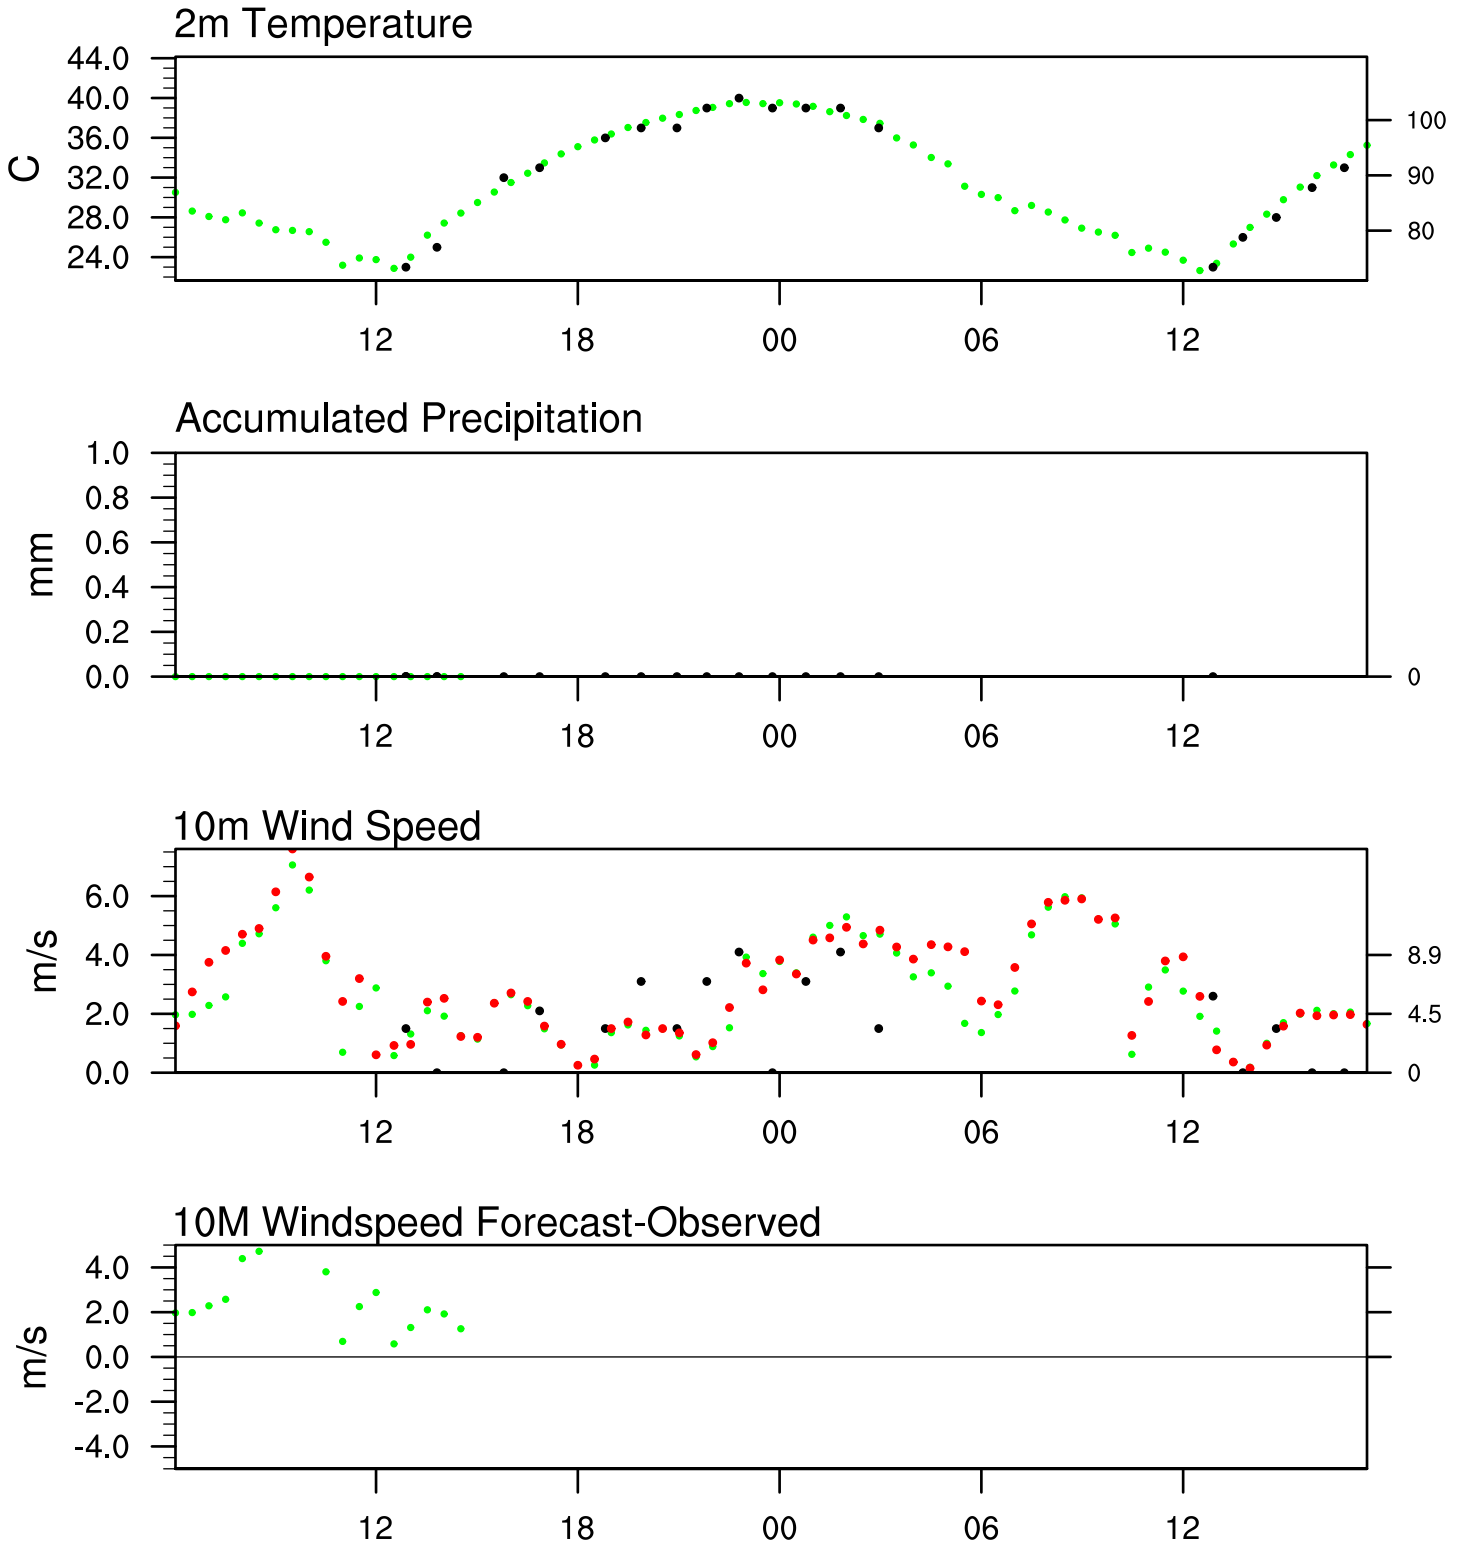 2m Temperature
44.0
40.0
36.0
32.0
28.0
24.0
C
100
90
80
12 18 00 06 12
Accumulated Precipitation
1.0
0.8
0.6
0.4
0.2
0.0
mm
0
12 18 00 06 12
10m Wind Speed
6.0
4.0
2.0
0.0
m/s
8.9
4.5
0
12 18 00 06 12
10M Windspeed Forecast-Observed
4.0
2.0
0.0
-2.0
-4.0
m/s
12 18 00 06 12